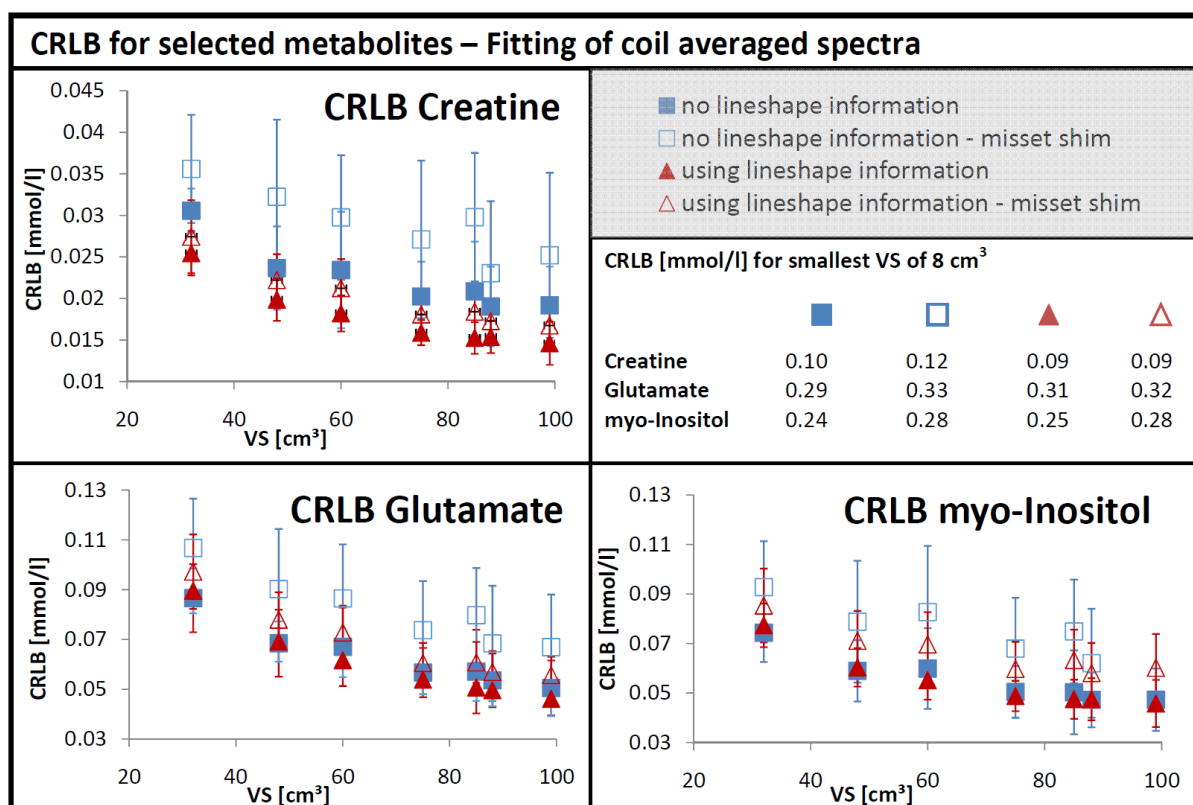 CRLB for selected metabolites – Fitting of coil averaged spectra
CRLB Creatine
0.045
0.04
0.035
0.03
0.025
0.02
0.015
0.01
CRLB [mmol/l]
20 40 60 80 100
VS [cm³]
no lineshape information
no lineshape information - misset shim
using lineshape information
using lineshape information - misset shim
CRLB [mmol/l] for smallest VS of 8 cm³
Creatine 0.10 0.12 0.09 0.09
Glutamate 0.29 0.33 0.31 0.32
myo-Inositol 0.24 0.28 0.25 0.28
CRLB Glutamate
0.13
0.11
0.09
0.07
0.05
0.03
CRLB [mmol/l]
20 40 60 80 100
VS [cm³]
CRLB myo-Inositol
0.13
0.11
0.09
0.07
0.05
0.03
CRLB [mmol/l]
20 40 60 80 100
VS [cm³]